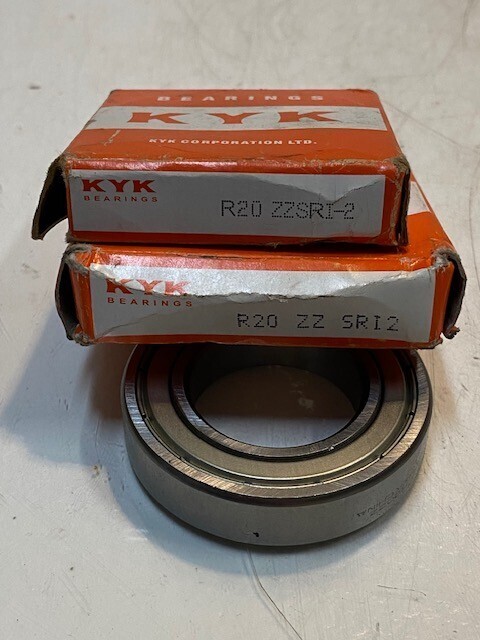 BEARINGS
KYK
KYK CORPORATION LTD.
KYK
BEARINGS
R20 ZZSRI-2
KYK
BEARINGS
R20 ZZ SRI2